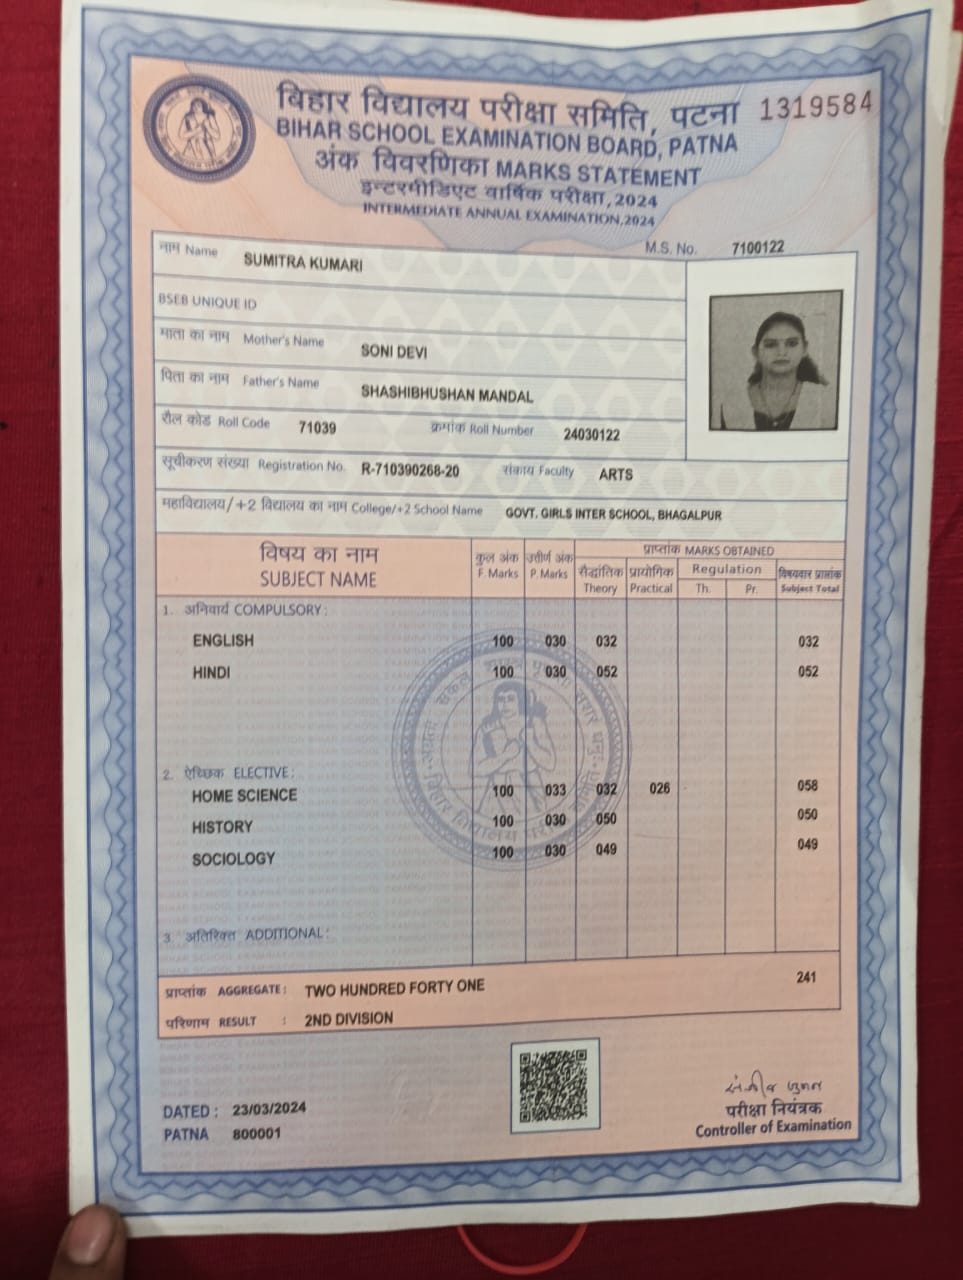 बिहार विद्यालय परीक्षा समिति, पटना 1319584
BIHAR SCHOOL EXAMINATION BOARD, PATNA
अंक विवरणिका MARKS STATEMENT
इन्टरमीडिएट वार्षिक परीक्षा, 2024
INTERMEDIATE ANNUAL EXAMINATION, 2024
M.S. No. 7100122
नाम Name SUMITRA KUMARI
BSEB UNIQUE ID
माता का नाम Mother's Name SONI DEVI
पिता का नाम Father's Name SHASHIBHUSHAN MANDAL
रौल कोड Roll Code 71039 क्रमांक Roll Number 24030122
सूचीकरण संख्या Registration No. R-710390268-20 संकाय Faculty ARTS
महाविद्यालय/+2 विद्यालय का नाम College/+2 School Name GOVT. GIRLS INTER SCHOOL, BHAGALPUR
विषय का नाम कुल अंक उत्तीर्ण अंक प्राप्तांक MARKS OBTAINED
SUBJECT NAME F. Marks P. Marks सैद्धांतिक प्रायोगिक Regulation विषयवार प्राप्तांक
Theory Practical Th. Pr. Subject Total
1. अनिवार्य COMPULSORY :
ENGLISH 100 030 032 032
HINDI 100 030 052 052
2. ऐच्छिक ELECTIVE :
HOME SCIENCE 100 033 032 026 058
HISTORY 100 030 050 050
SOCIOLOGY 100 030 049 049
3. अतिरिक्त ADDITIONAL :
प्राप्तांक AGGREGATE : TWO HUNDRED FORTY ONE 241
परिणाम RESULT : 2ND DIVISION
DATED : 23/03/2024
PATNA 800001
परीक्षा नियंत्रक
Controller of Examination